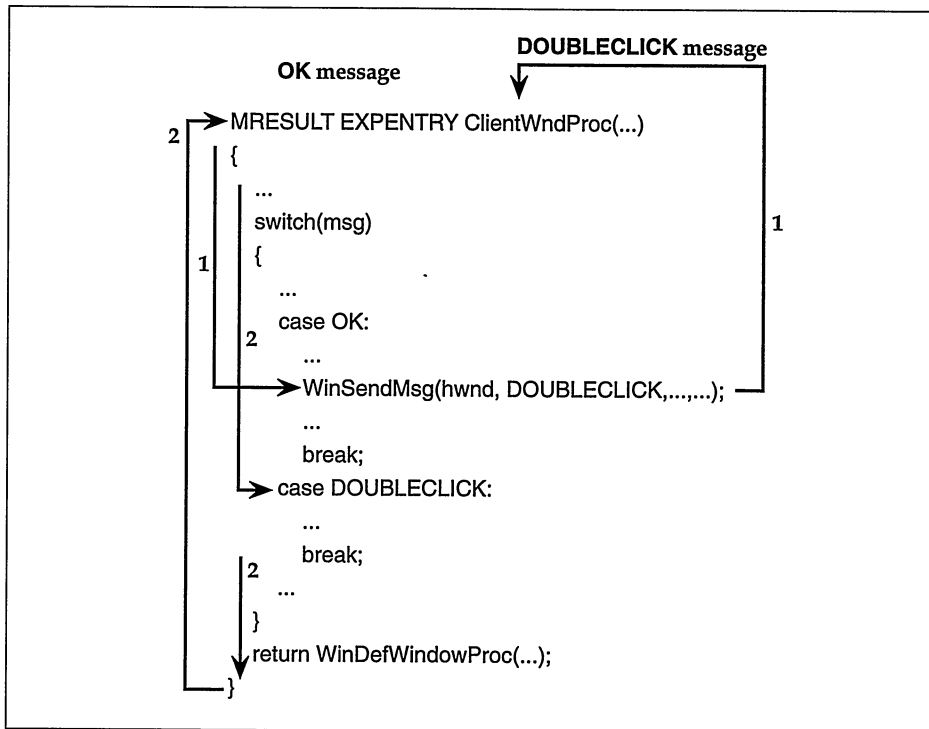 DOUBLECLICK message
OK message
2
MRESULT EXPENTRY ClientWndProc(...)
{
...
switch(msg)
1
1
{
...
case OK:
2
...
WinSendMsg(hwnd, DOUBLECLICK,...,...);
...
break;
case DOUBLECLICK:
...
break;
2
...
}
return WinDefWindowProc(...);
}